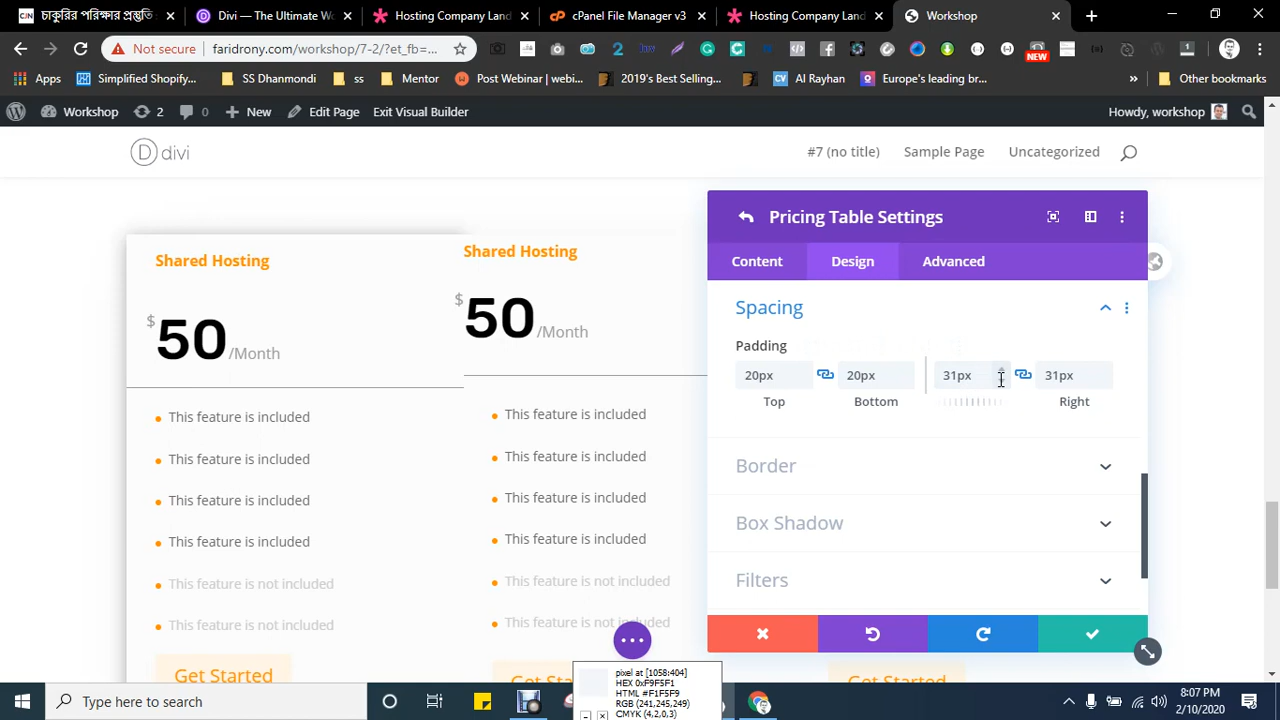 চাকুরির পরিক্ষার প্রস্তুতি
Divi — The Ultimate Wo
Hosting Company Land
cPanel File Manager v3
Hosting Company Land
Workshop
Not secure
faridrony.com/workshop/7-2/?et_fb=...
NEW
Apps
Simplified Shopify...
SS Dhanmondi
ss
Mentor
Post Webinar | webi...
2019's Best Selling...
Al Rayhan
Europe's leading br...
Other bookmarks
Workshop
2
0
New
Edit Page
Exit Visual Builder
Howdy, workshop
divi
#7 (no title)
Sample Page
Uncategorized
Shared Hosting
$
50
/Month
This feature is included
This feature is included
This feature is included
This feature is included
This feature is not included
This feature is not included
Get Started
Shared Hosting
$
50
/Month
This feature is included
This feature is included
This feature is included
This feature is included
This feature is not included
This feature is not included
Pricing Table Settings
Content
Design
Advanced
Spacing
Padding
20px
20px
31px
31px
Top
Bottom
Right
Border
Box Shadow
Filters
pixel at [1058:404]
HEX 0xF9F5F1
HTML #F1F5F9
RGB (241,245,249)
CMYK (4,2,0,3)
Type here to search
8:07 PM
2/10/2020